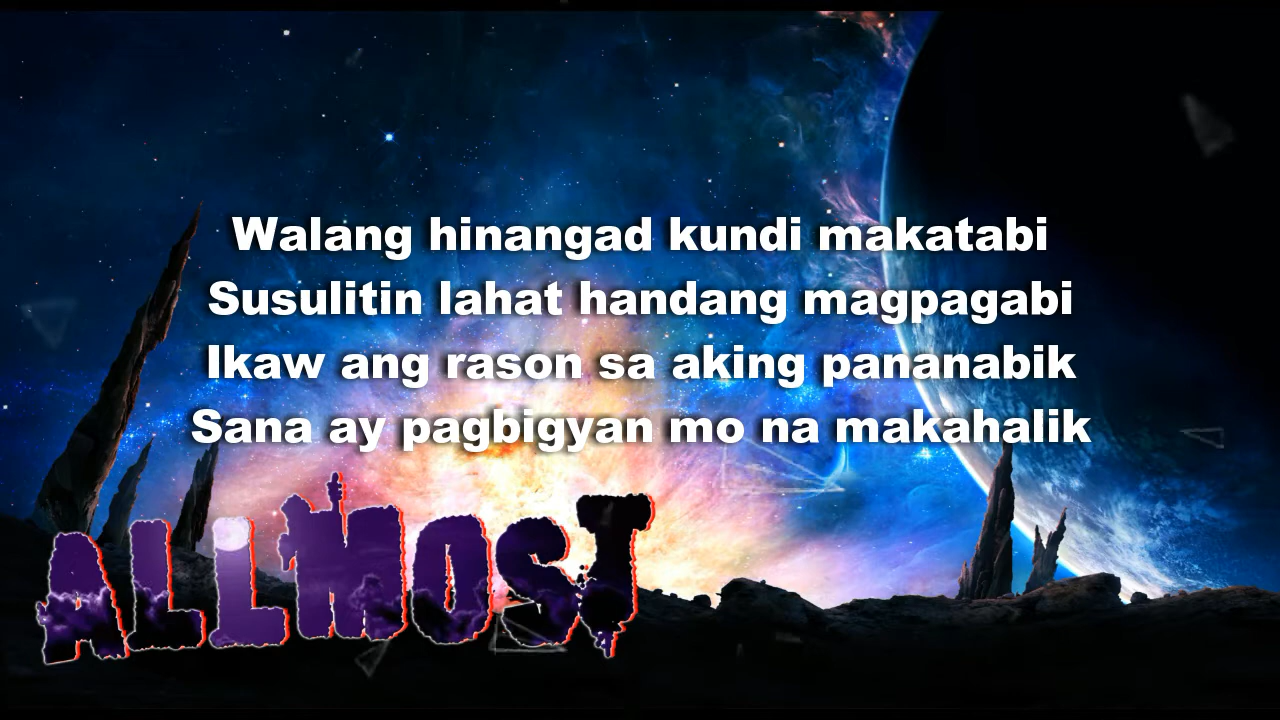 Walang hinangad kundi makatabi
Susulitin lahat handang magpagabi
Ikaw ang rason sa aking pananabik
Sana ay pagbigyan mo na makahalik
ALLMOST